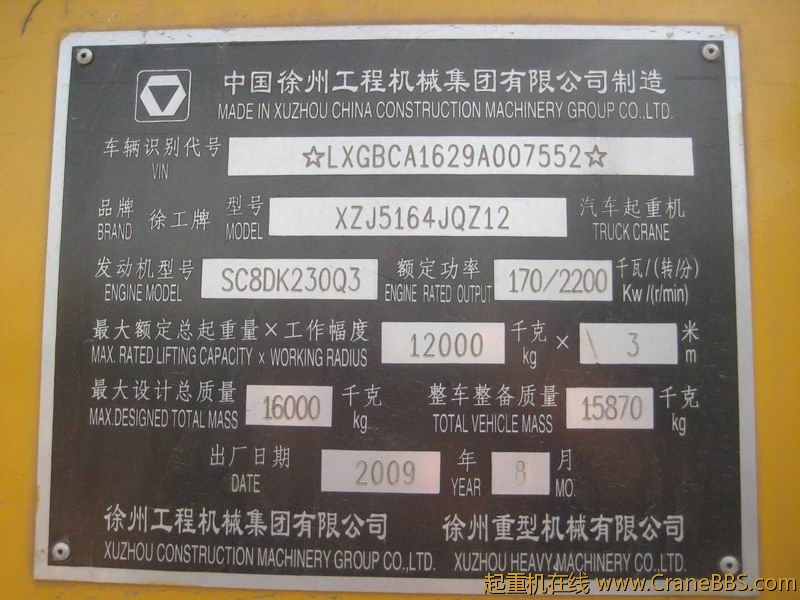 中国徐州工程机械集团有限公司制造
MADE IN XUZHOU CHINA CONSTRUCTION MACHINERY GROUP CO.,LTD.
车辆识别代号 ☆LXGBCA1629A007552☆
VIN
品牌 徐工牌 型号 XZJ5164JQZ12 汽车起重机
BRAND MODEL TRUCK CRANE
发动机型号 SC8DK230Q3 额定功率 170/2200 千瓦/(转/分)
ENGINE MODEL ENGINE RATED OUTPUT Kw/(r/min)
最大额定总起重量×工作幅度 12000 千克 × 3 米
MAX. RATED LIFTING CAPACITY × WORKING RADIUS kg m
最大设计总质量 16000 千克 整车整备质量 15870 千克
MAX.DESIGNED TOTAL MASS kg TOTAL VEHICLE MASS kg
出厂日期 2009 年 8 月
DATE YEAR MO.
徐州工程机械集团有限公司 徐州重型机械有限公司
XUZHOU CONSTRUCTION MACHINERY GROUP CO.,LTD. XUZHOU HEAVY MACHINERY CO.,LTD
起重机在线 www.CraneBBS.com